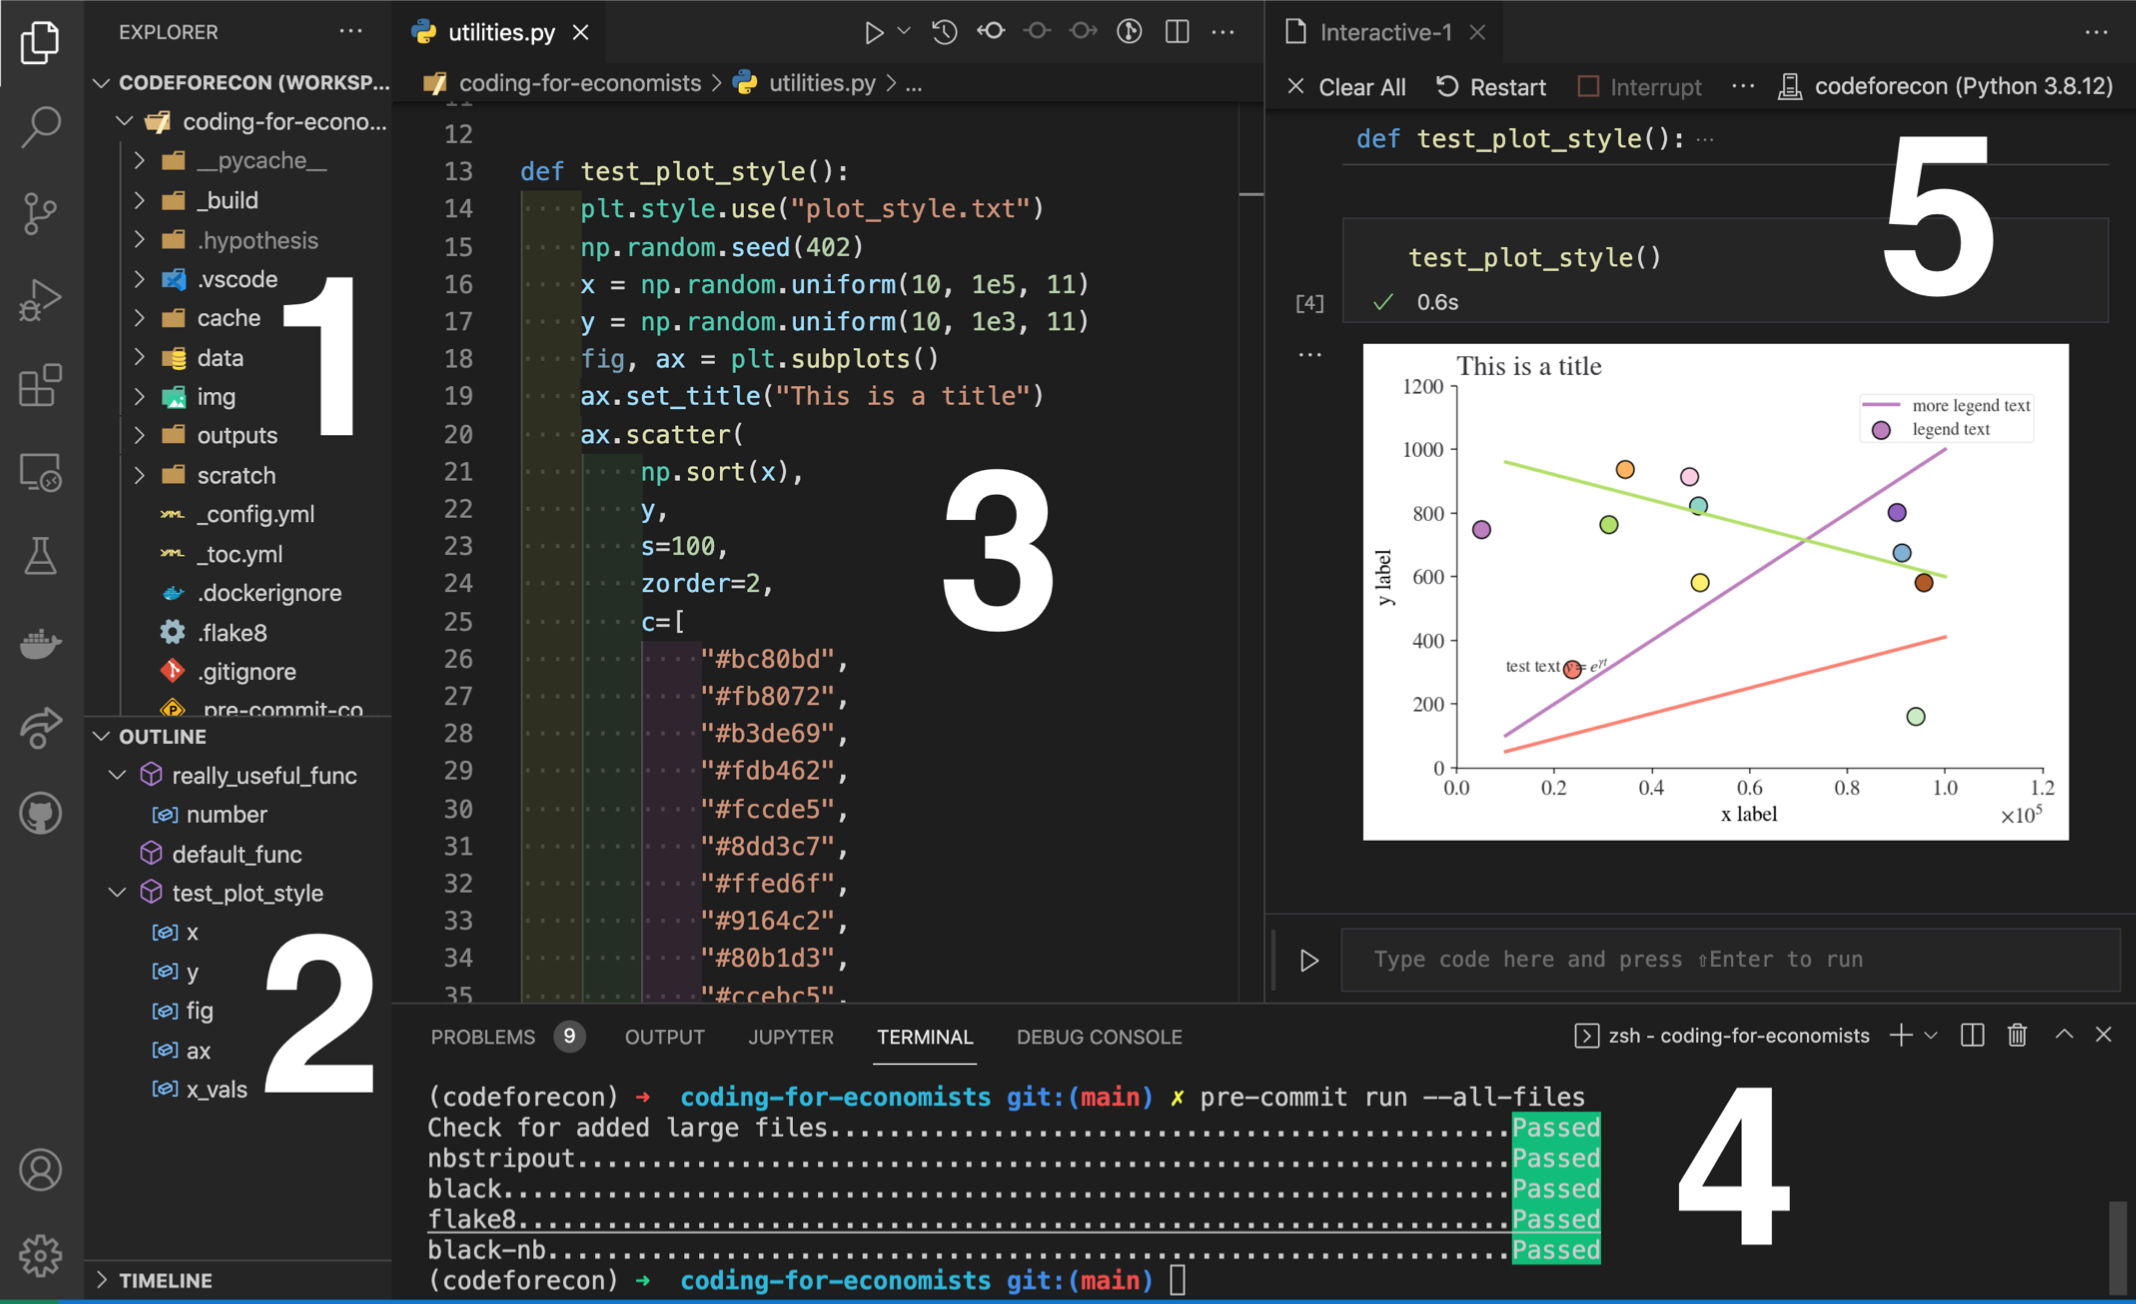 EXPLORER
CODEFORECON (WORKSP...
coding-for-econo...
__pycache__
_build
.hypothesis
.vscode
cache
data
img
outputs
scratch
_config.yml
_toc.yml
.dockerignore
.flake8
.gitignore
.pre-commit-co
1
OUTLINE
really_useful_func
number
default_func
test_plot_style
x
y
fig
ax
x_vals
2
TIMELINE
utilities.py
coding-for-economists > utilities.py > ...
11
12
13 def test_plot_style():
14 plt.style.use("plot_style.txt")
15 np.random.seed(402)
16 x = np.random.uniform(10, 1e5, 11)
17 y = np.random.uniform(10, 1e3, 11)
18 fig, ax = plt.subplots()
19 ax.set_title("This is a title")
20 ax.scatter(
21 np.sort(x),
22 y,
23 s=100,
24 zorder=2,
25 c=[
26 "#bc80bd",
27 "#fb8072",
28 "#b3de69",
29 "#fdb462",
30 "#fccde5",
31 "#8dd3c7",
32 "#ffed6f",
33 "#9164c2",
34 "#80b1d3",
35 "#ccebc5",
3
Interactive-1
Clear All Restart Interrupt ... codeforecon (Python 3.8.12)
def test_plot_style(): ...
5
test_plot_style()
[4] ✓ 0.6s
This is a title
more legend text
legend text
1200
1000
800
600
400
200
0
y label
test text y = e^γt
0.0 0.2 0.4 0.6 0.8 1.0 1.2
x label
×10⁵
Type code here and press ⇧Enter to run
PROBLEMS 9 OUTPUT JUPYTER TERMINAL DEBUG CONSOLE
zsh - coding-for-economists
(codeforecon) ➜ coding-for-economists git:(main) ✗ pre-commit run --all-files
Check for added large files..............................................Passed
nbstripout...............................................................Passed
black....................................................................Passed
flake8...................................................................Passed
black-nb.................................................................Passed
(codeforecon) ➜ coding-for-economists git:(main)
4